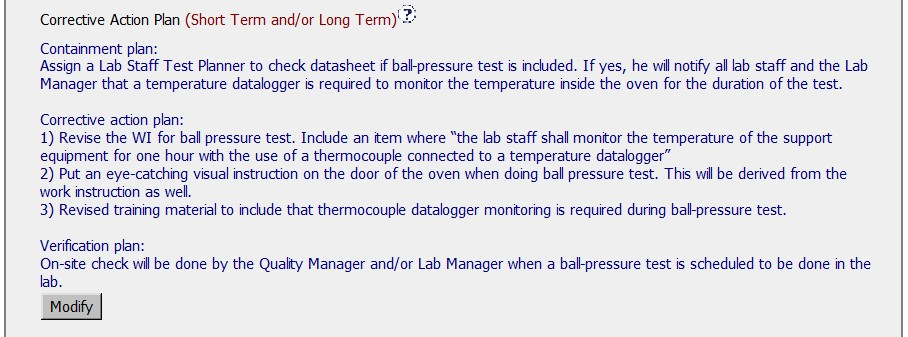 Corrective Action Plan (Short Term and/or Long Term) ?
Containment plan:
Assign a Lab Staff Test Planner to check datasheet if ball-pressure test is included. If yes, he will notify all lab staff and the Lab
Manager that a temperature datalogger is required to monitor the temperature inside the oven for the duration of the test.
Corrective action plan:
1) Revise the WI for ball pressure test. Include an item where “the lab staff shall monitor the temperature of the support
equipment for one hour with the use of a thermocouple connected to a temperature datalogger”
2) Put an eye-catching visual instruction on the door of the oven when doing ball pressure test. This will be derived from the
work instruction as well.
3) Revised training material to include that thermocouple datalogger monitoring is required during ball-pressure test.
Verification plan:
On-site check will be done by the Quality Manager and/or Lab Manager when a ball-pressure test is scheduled to be done in the
lab.
Modify